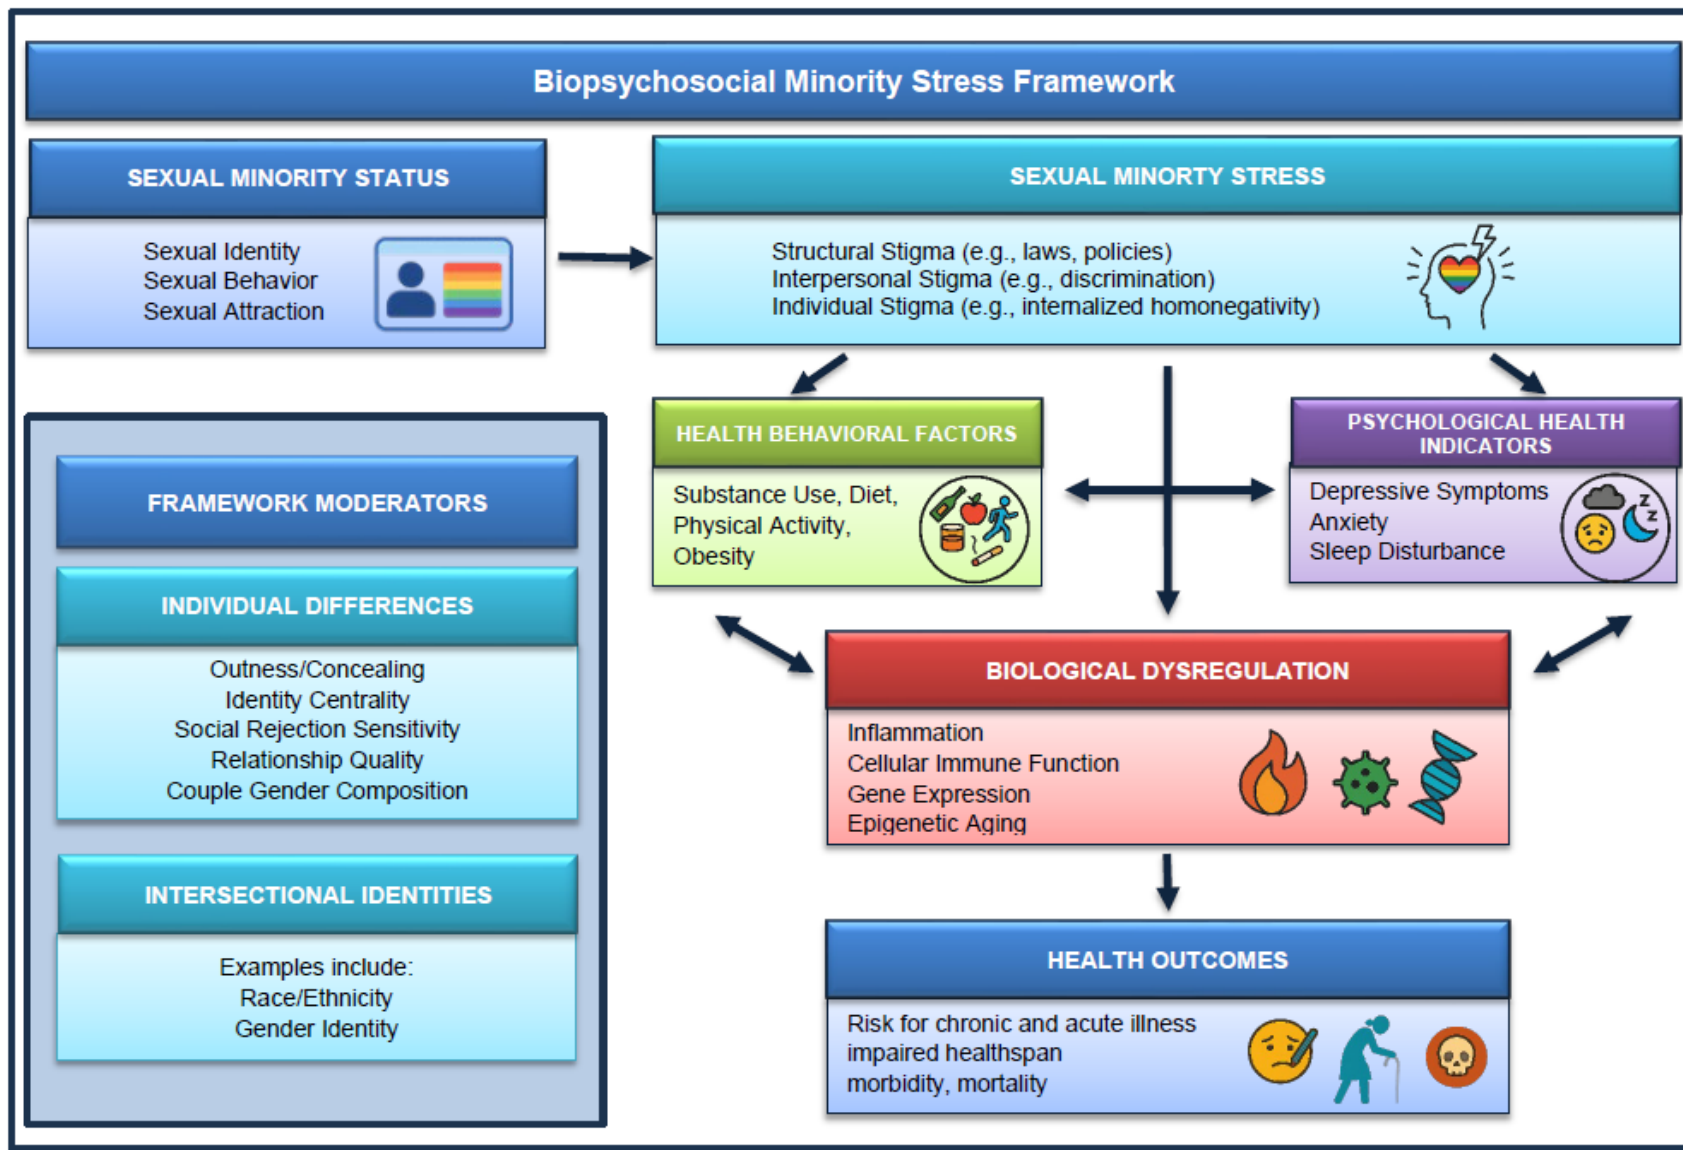 Biopsychosocial Minority Stress Framework
SEXUAL MINORITY STATUS
Sexual Identity
Sexual Behavior
Sexual Attraction
SEXUAL MINORTY STRESS
Structural Stigma (e.g., laws, policies)
Interpersonal Stigma (e.g., discrimination)
Individual Stigma (e.g., internalized homonegativity)
HEALTH BEHAVIORAL FACTORS
Substance Use, Diet,
Physical Activity,
Obesity
PSYCHOLOGICAL HEALTH
INDICATORS
Depressive Symptoms
Anxiety
Sleep Disturbance
z
z
FRAMEWORK MODERATORS
INDIVIDUAL DIFFERENCES
Outness/Concealing
Identity Centrality
Social Rejection Sensitivity
Relationship Quality
Couple Gender Composition
INTERSECTIONAL IDENTITIES
Examples include:
Race/Ethnicity
Gender Identity
BIOLOGICAL DYSREGULATION
Inflammation
Cellular Immune Function
Gene Expression
Epigenetic Aging
HEALTH OUTCOMES
Risk for chronic and acute illness
impaired healthspan
morbidity, mortality